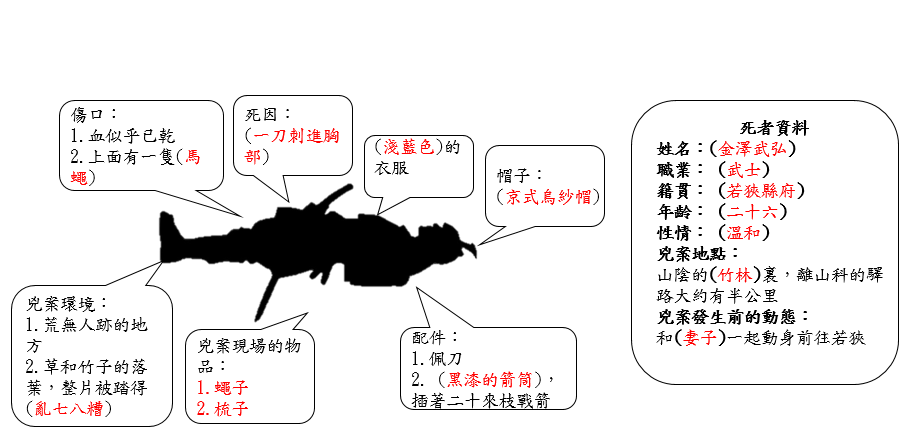 傷口：
1.血似乎已乾
2.上面有一隻(馬
蠅)
死因：
(一刀刺進胸
部)
(淺藍色)的
衣服
帽子：
(京式烏紗帽)
兇案環境：
1.荒無人跡的地
方
2.草和竹子的落
葉，整片被踏得
(亂七八糟)
兇案現場的物
品：
1.繩子
2.梳子
配件：
1.佩刀
2. (黑漆的箭筒)，
插著二十來枝戰箭
死者資料
姓名：(金澤武弘)
職業： (武士)
籍貫： (若狹縣府)
年齡： (二十六)
性情： (溫和)
兇案地點：
山陰的(竹林)裏，離山科的驛
路大約有半公里
兇案發生前的動態：
和(妻子)一起動身前往若狹